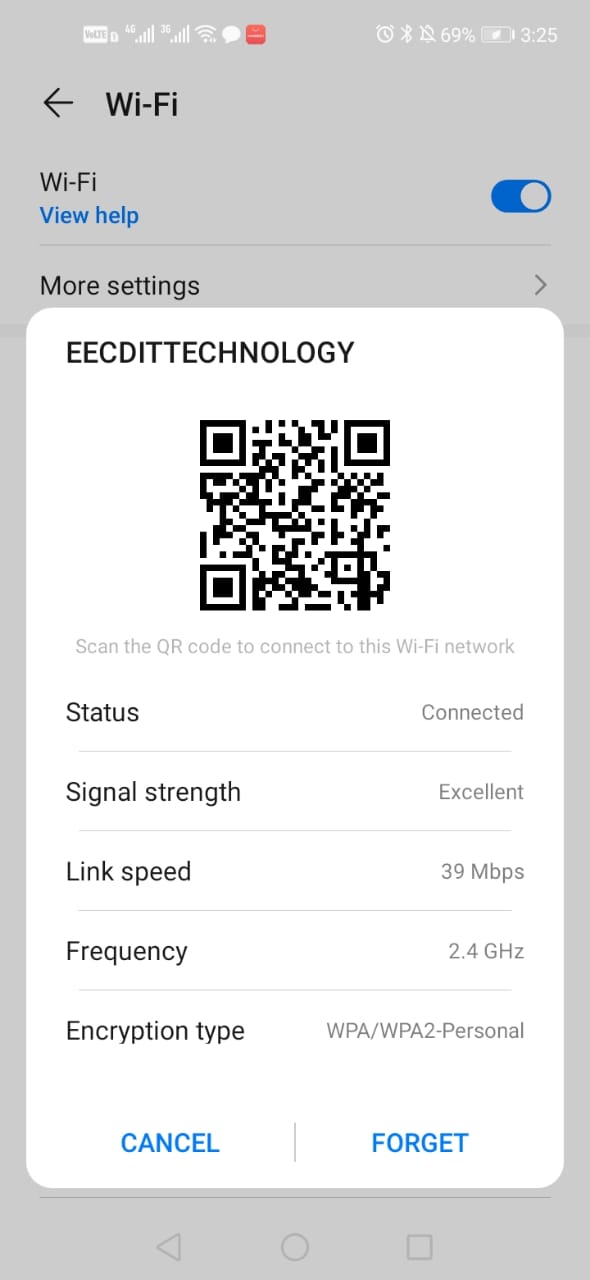 VoLTE 4G 3G 69% 3:25
Wi-Fi
Wi-Fi
View help
More settings
EECDITTECHNOLOGY
Scan the QR code to connect to this Wi-Fi network
Status Connected
Signal strength Excellent
Link speed 39 Mbps
Frequency 2.4 GHz
Encryption type WPA/WPA2-Personal
CANCEL FORGET